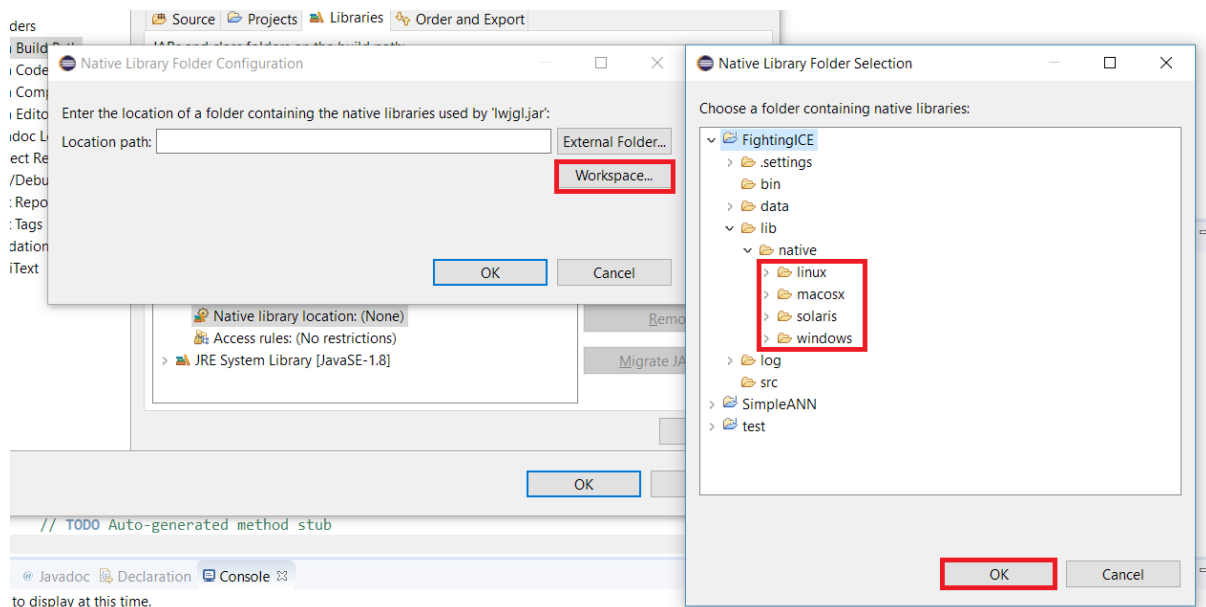 ders
Source Projects Libraries Order and Export
Build
Code
Comp
Edito
doc L
ect Re
/Debu
Repo
Tags
dation
iText
Native Library Folder Configuration
Enter the location of a folder containing the native libraries used by 'lwjgl.jar':
Location path:
External Folder...
Workspace...
OK Cancel
Native library location: (None)
Access rules: (No restrictions)
JRE System Library [JavaSE-1.8]
Remo
Migrate JA
OK
// TODO Auto-generated method stub
@ Javadoc Declaration Console
to display at this time.
Native Library Folder Selection
Choose a folder containing native libraries:
FightingICE
.settings
bin
data
lib
native
linux
macosx
solaris
windows
log
src
SimpleANN
test
OK Cancel